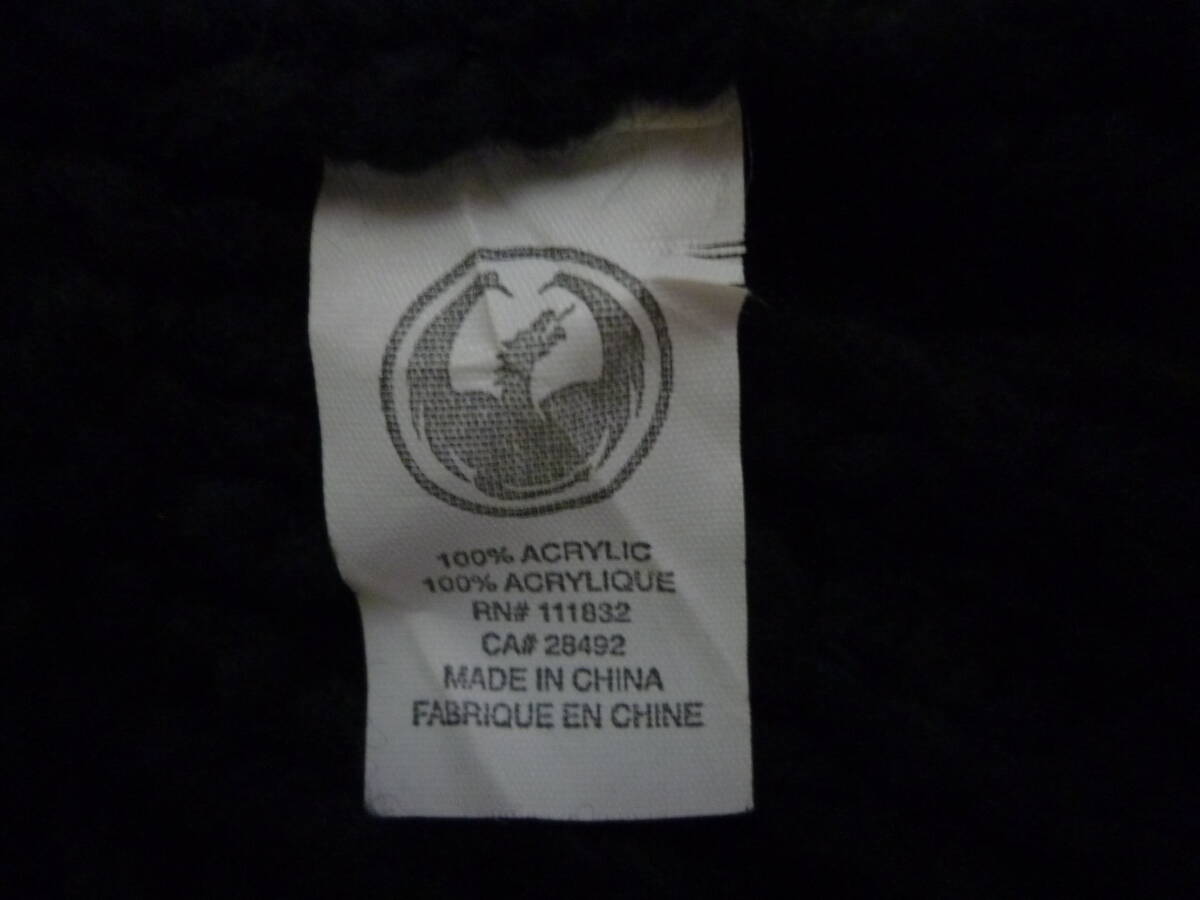 100% ACRYLIC
100% ACRYLIQUE
RN# 111832
CA# 28492
MADE IN CHINA
FABRIQUE EN CHINE